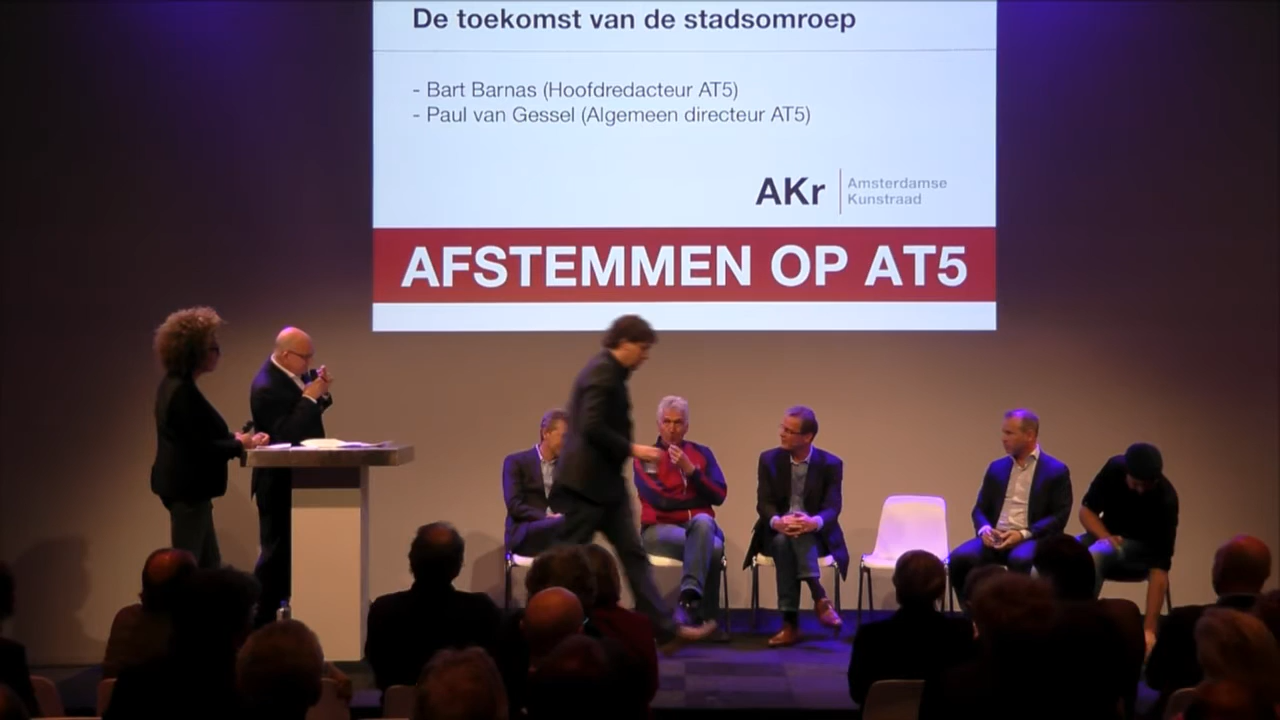 De toekomst van de stadsomroep
- Bart Barnas (Hoofdredacteur AT5)
- Paul van Gessel (Algemeen directeur AT5)
AKr
Amsterdamse
Kunstraad
AFSTEMMEN OP AT5